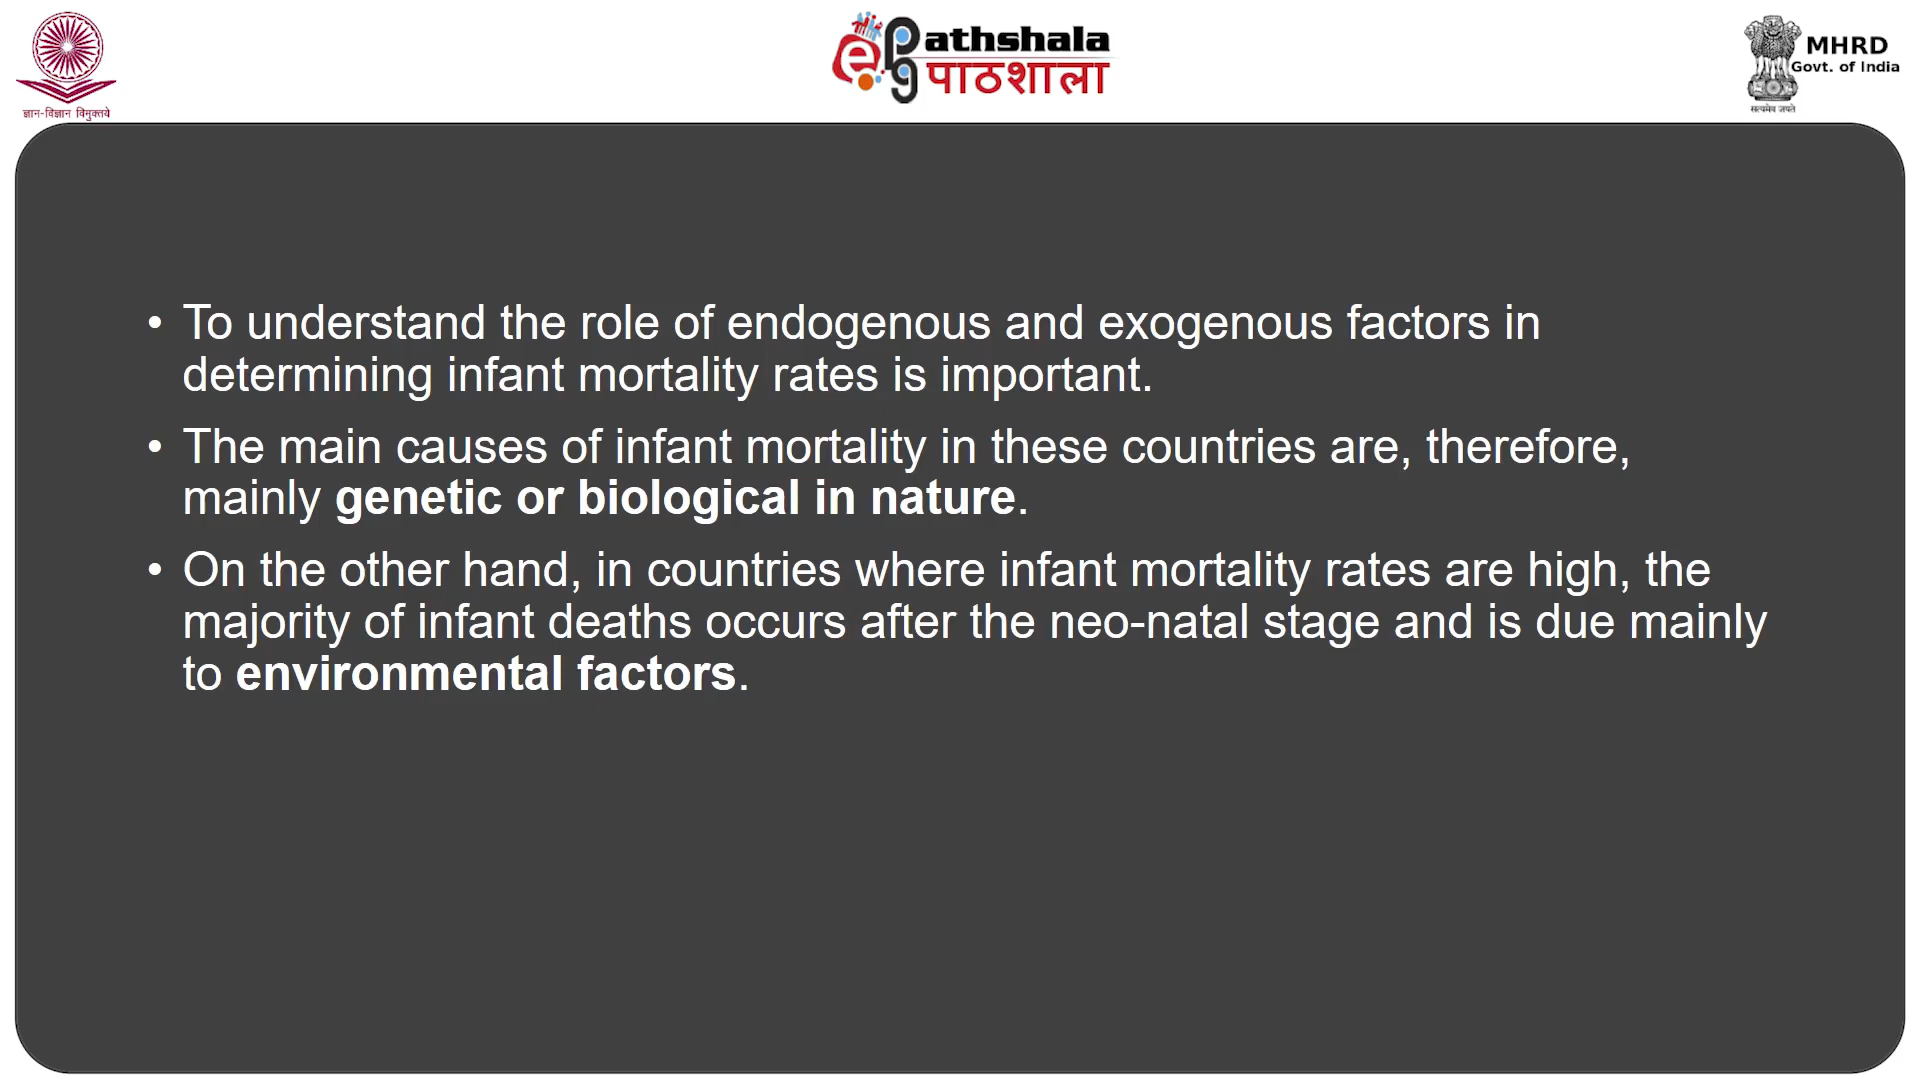 ज्ञान-विज्ञान विमुक्तये
e Pathshala
pg पाठशाला
MHRD
Govt. of India
सत्यमेव जयते
• To understand the role of endogenous and exogenous factors in
determining infant mortality rates is important.
• The main causes of infant mortality in these countries are, therefore,
mainly genetic or biological in nature.
• On the other hand, in countries where infant mortality rates are high, the
majority of infant deaths occurs after the neo-natal stage and is due mainly
to environmental factors.